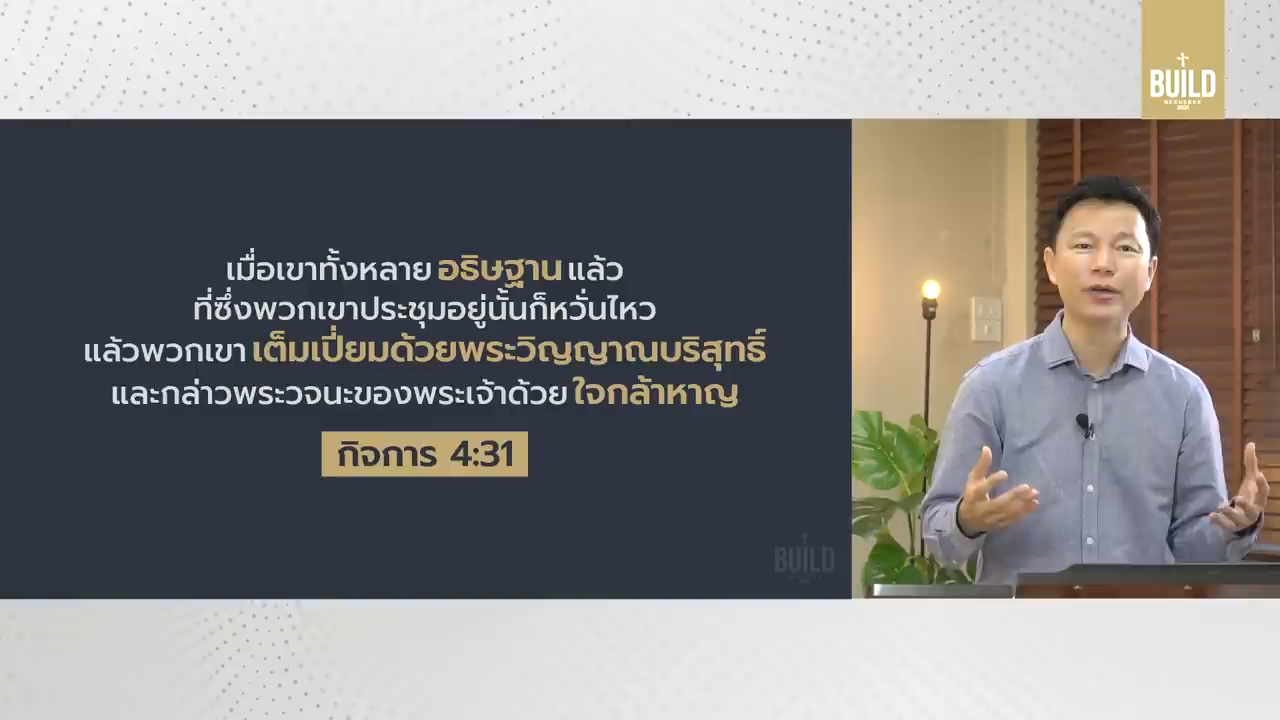 BUILD
NEXUSBKK
2021
เมื่อเขาทั้งหลาย อธิษฐาน แล้ว
ที่ซึ่งพวกเขาประชุมอยู่นั้นก็หวั่นไหว
แล้วพวกเขา เต็มเปี่ยมด้วยพระวิญญาณบริสุทธิ์
และกล่าวพระวจนะของพระเจ้าด้วย ใจกล้าหาญ
กิจการ 4:31
BUILD